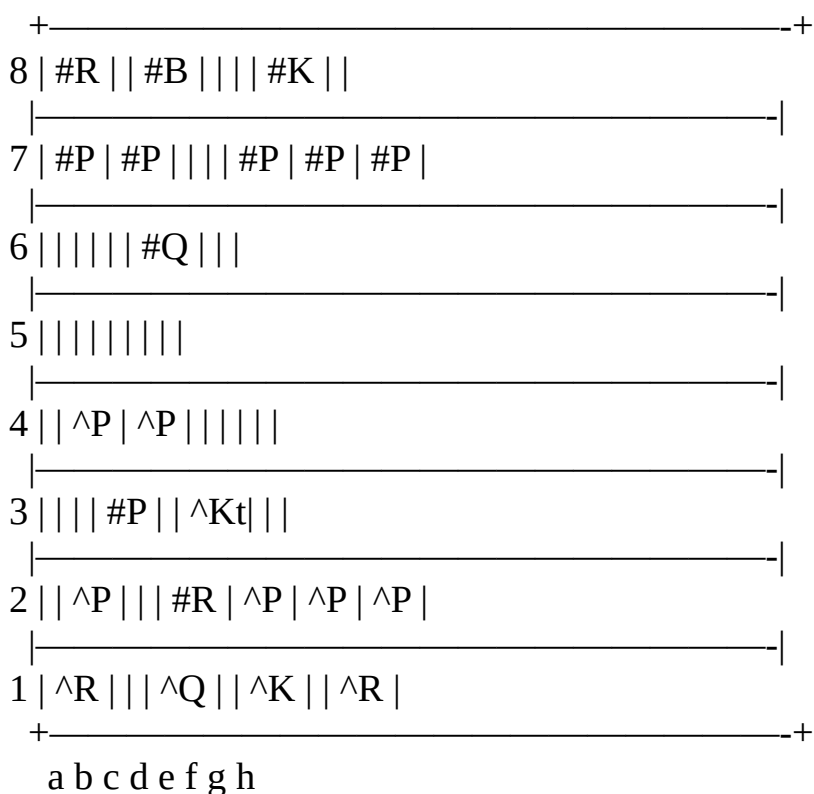 +———————————————————-+
8 | #R | | #B | | | | #K | |
|———————————————————-|
7 | #P | #P | | | | #P | #P | #P |
|———————————————————-|
6 | | | | | | #Q | | |
|———————————————————-|
5 | | | | | | | | |
|———————————————————-|
4 | | ^P | ^P | | | | | |
|———————————————————-|
3 | | | | #P | | ^Kt| | |
|———————————————————-|
2 | | ^P | | | #R | ^P | ^P | ^P |
|———————————————————-|
1 | ^R | | | ^Q | | ^K | | ^R |
+———————————————————-+
a b c d e f g h